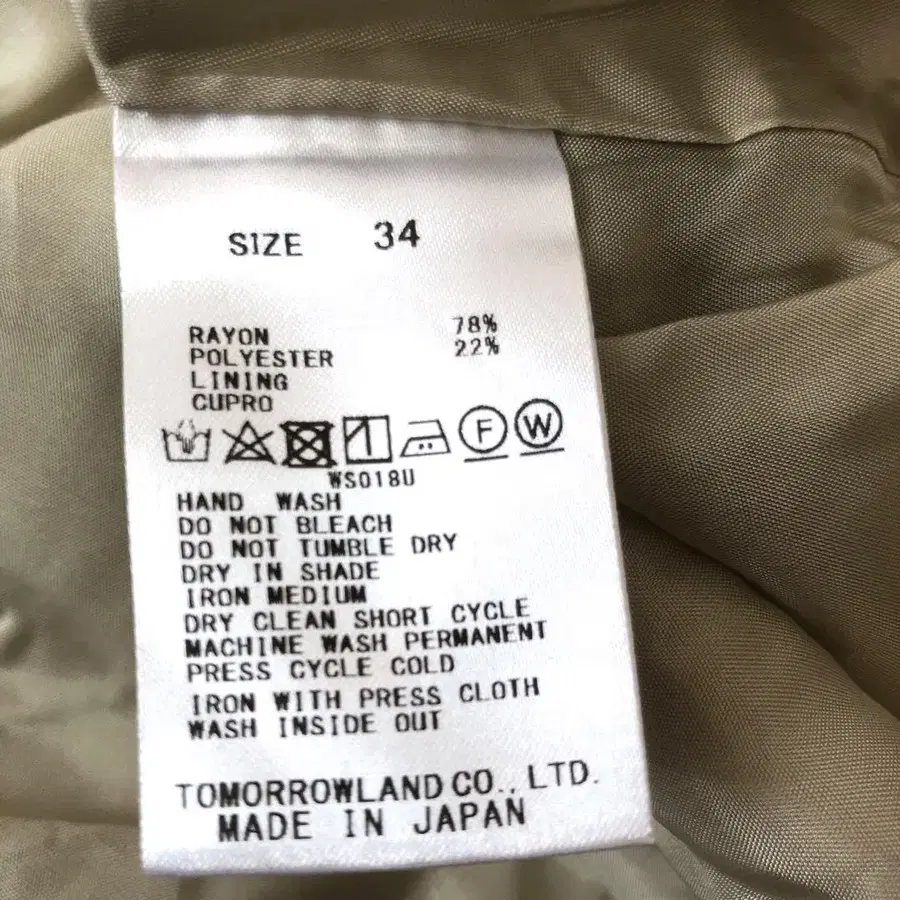 SIZE 34
RAYON 78%
POLYESTER 22%
LINING
CUPRO
F W
WS018U
HAND WASH
DO NOT BLEACH
DO NOT TUMBLE DRY
DRY IN SHADE
IRON MEDIUM
DRY CLEAN SHORT CYCLE
MACHINE WASH PERMANENT
PRESS CYCLE COLD
IRON WITH PRESS CLOTH
WASH INSIDE OUT
TOMORROWLAND CO., LTD.
MADE IN JAPAN